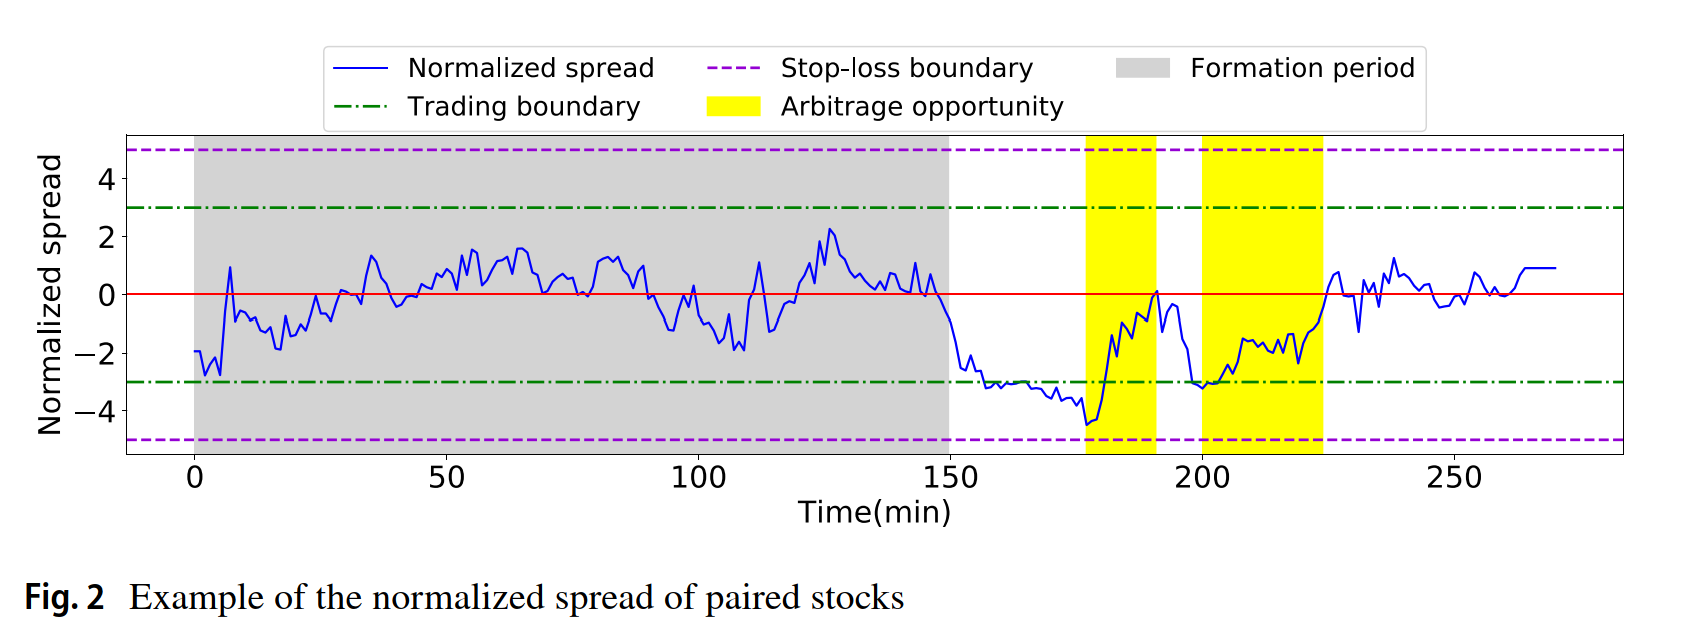 Normalized spread
Stop-loss boundary
Formation period
Trading boundary
Arbitrage opportunity
Normalized spread
4
2
0
−2
−4
0 50 100 150 200 250
Time(min)
Fig. 2 Example of the normalized spread of paired stocks